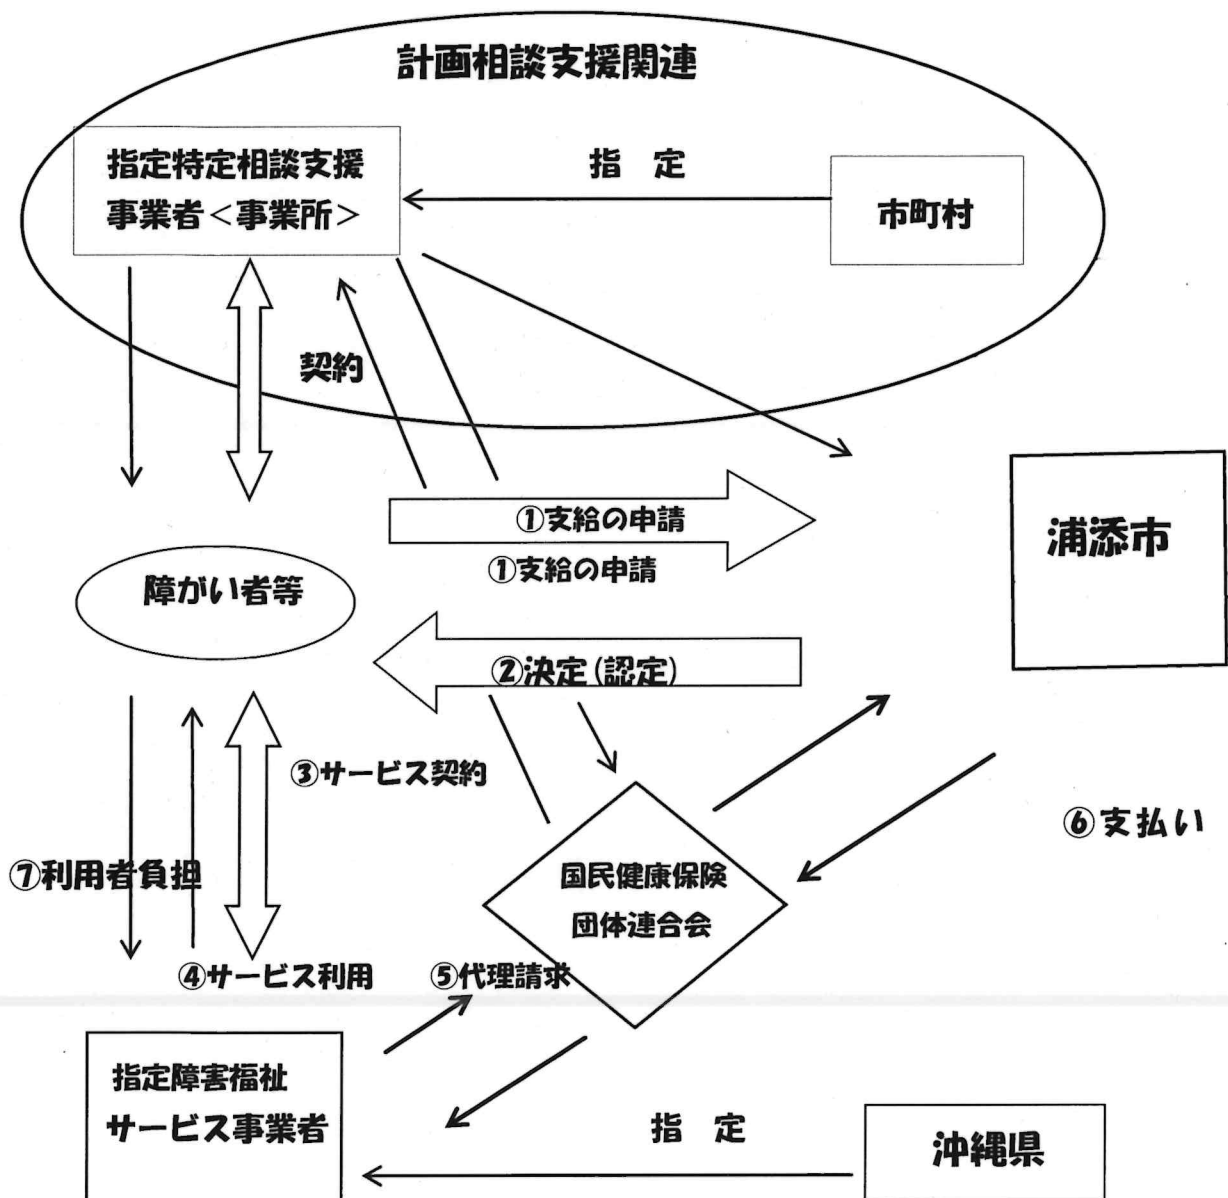 計画相談支援関連
指定特定相談支援
事業者<事業所>
指 定
市町村
契約
①支給の申請
①支給の申請
浦添市
障がい者等
②決定(認定)
③サービス契約
⑥支払い
⑦利用者負担
国民健康保険
団体連合会
④サービス利用
⑤代理請求
指定障害福祉
サービス事業者
指 定
沖縄県